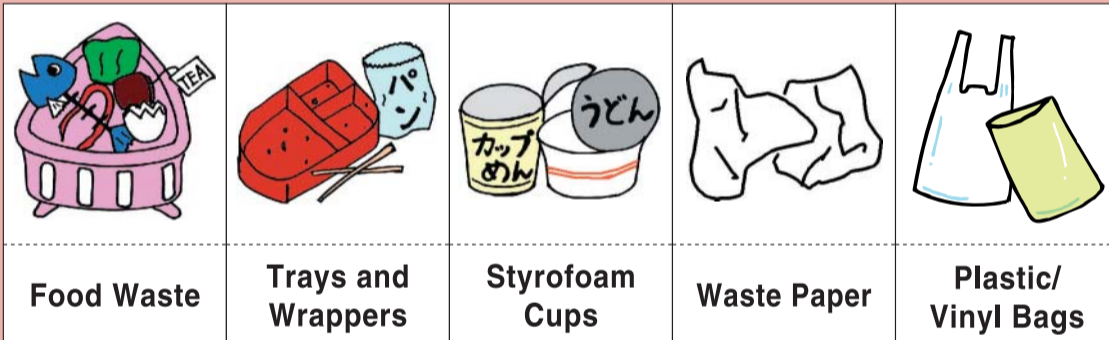 TEA
パン
カップ
めん
うどん
Food Waste
Trays and
Wrappers
Styrofoam
Cups
Waste Paper
Plastic/
Vinyl Bags